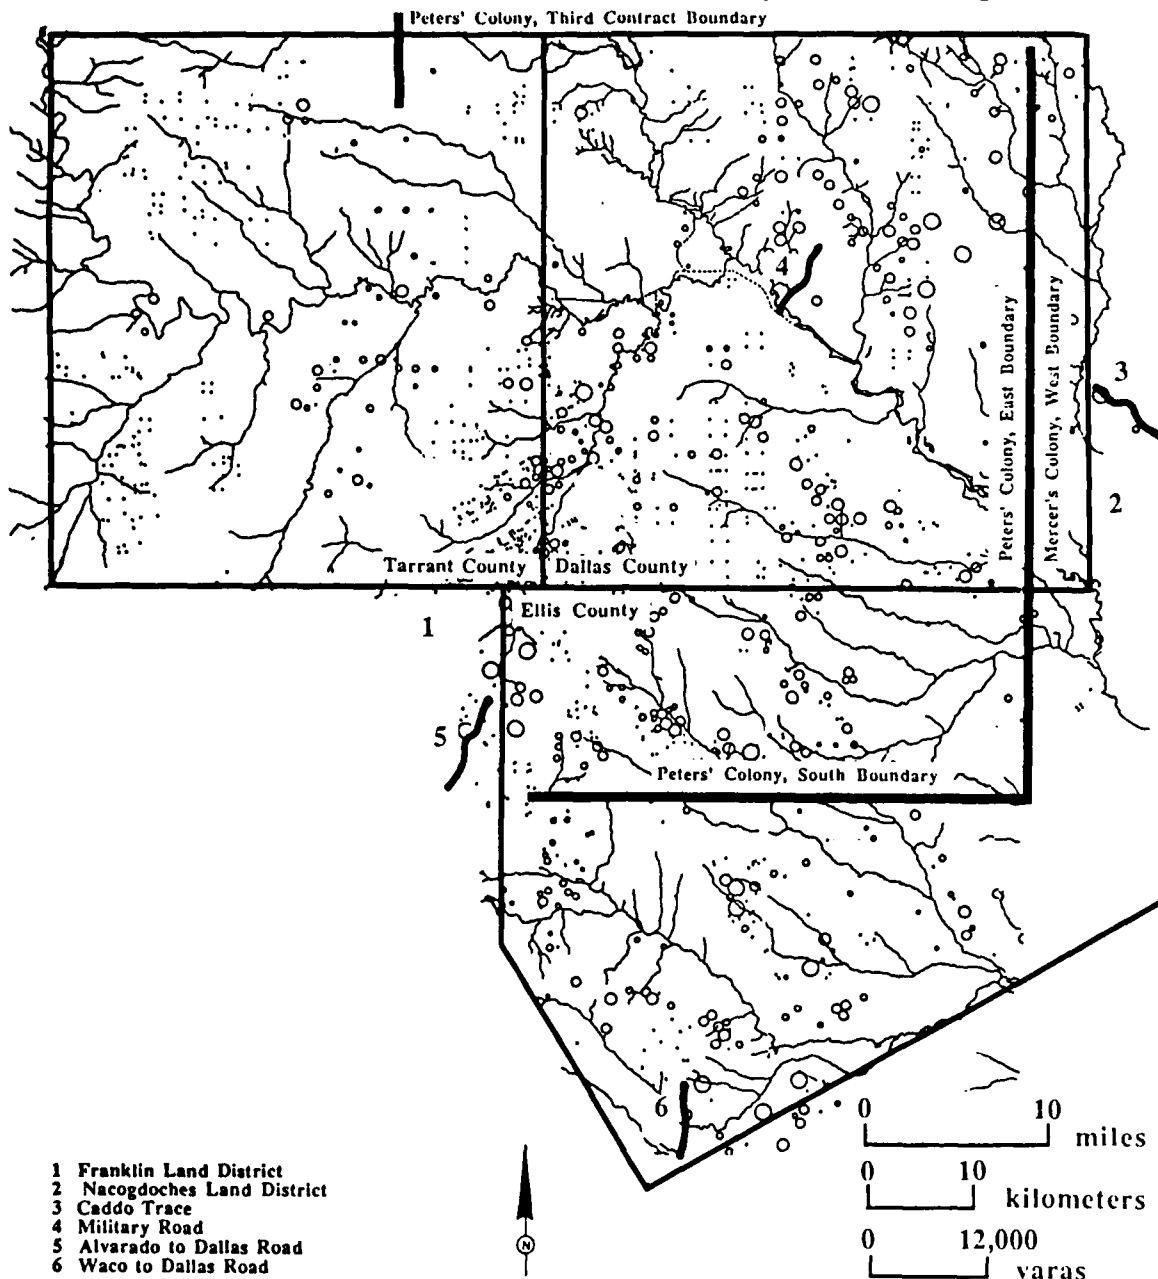 Peters' Colony, Third Contract Boundary
4
3
Peters' Colony, East Boundary
Mercer's Colony, West Boundary
2
Tarrant County
Dallas County
Ellis County
1
5
Peters' Colony, South Boundary
6
0 10
miles
0 10
kilometers
0 12,000
varas
N
1 Franklin Land District
2 Nacogdoches Land District
3 Caddo Trace
4 Military Road
5 Alvarado to Dallas Road
6 Waco to Dallas Road